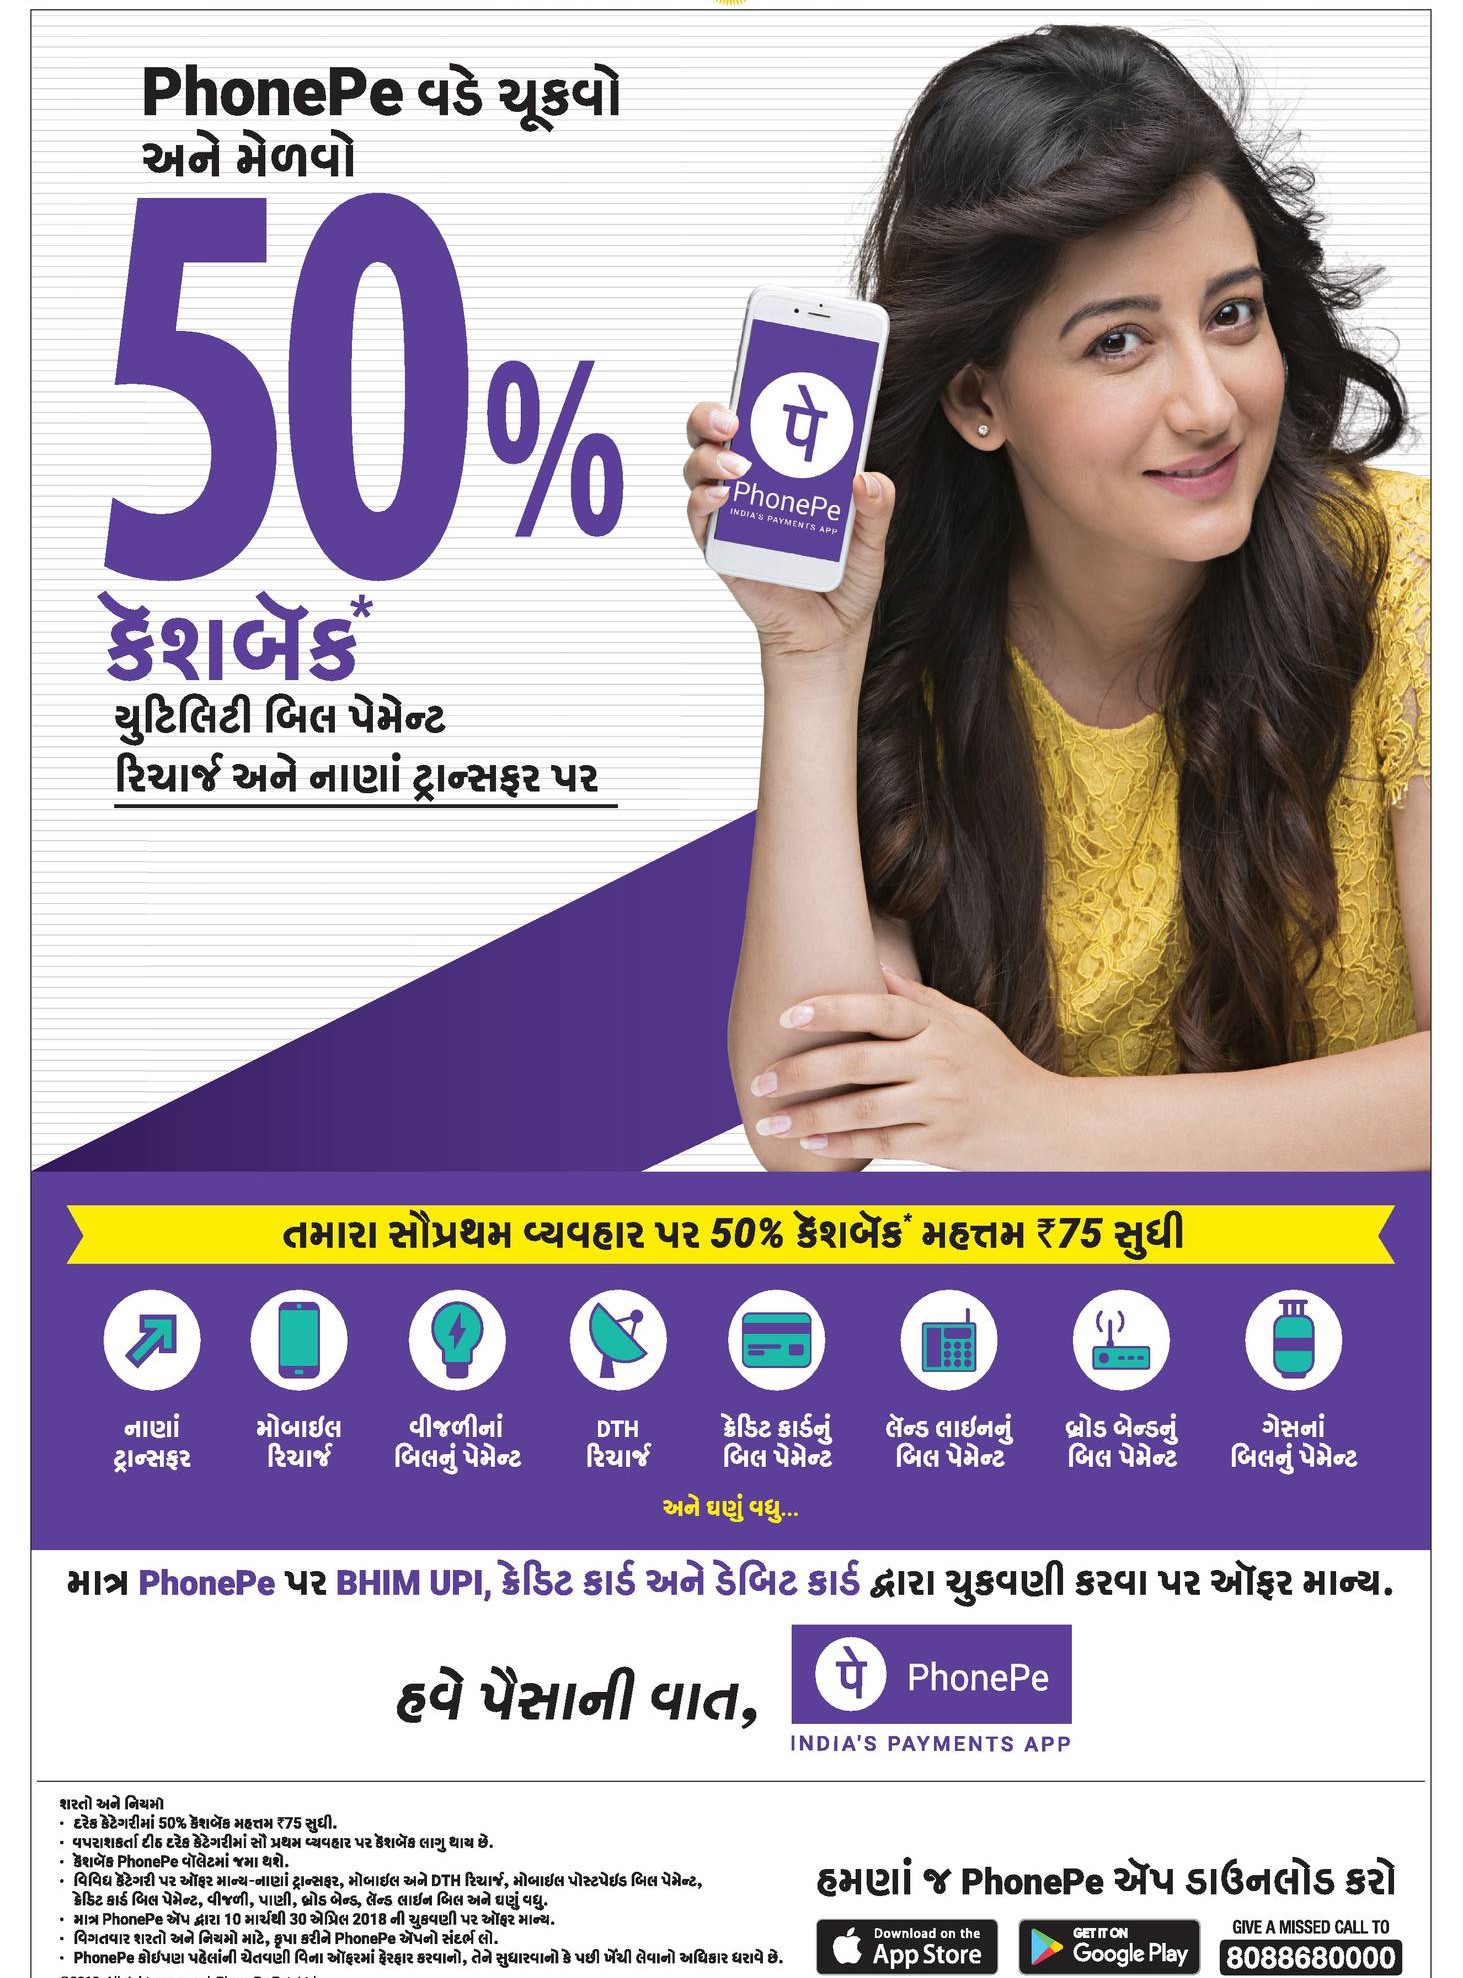 PhonePe વડે ચૂકવો
અને મેળવો
50%
કૅશબૅક*
યુટિલિટી બિલ પેમેન્ટ
રિચાર્જ અને નાણાં ટ્રાન્સફર પર
पे
PhonePe
INDIA'S PAYMENTS APP
તમારા સૌપ્રથમ વ્યવહાર પર 50% કૅશબૅક* મહત્તમ ₹75 સુધી
નાણાં
ટ્રાન્સફર
મોબાઇલ
રિચાર્જ
વીજળીનાં
બિલનું પેમેન્ટ
DTH
રિચાર્જ
ક્રેડિટ કાર્ડનું
બિલ પેમેન્ટ
લૅન્ડ લાઇનનું
બિલ પેમેન્ટ
બ્રોડ બેન્ડનું
બિલ પેમેન્ટ
ગેસનાં
બિલનું પેમેન્ટ
અને ઘણું વધુ...
માત્ર PhonePe પર BHIM UPI, ક્રેડિટ કાર્ડ અને ડેબિટ કાર્ડ દ્વારા ચુકવણી કરવા પર ઑફર માન્ય.
હવે પૈસાની વાત,
पे PhonePe
INDIA'S PAYMENTS APP
શરતો અને નિયમો
• દરેક કેટેગરીમાં 50% કૅશબૅક મહત્તમ ₹75 સુધી.
• વપરાશકર્તા દીઠ દરેક કેટેગરીમાં સૌ પ્રથમ વ્યવહાર પર કૅશબૅક લાગુ થાય છે.
• કૅશબૅક PhonePe વૉલેટમાં જમા થશે.
• વિવિધ કૅટેગરી પર ઑફર માન્ય-નાણાં ટ્રાન્સફર, મોબાઇલ અને DTH રિચાર્જ, મોબાઇલ પોસ્ટપેઇડ બિલ પેમેન્ટ,
ક્રેડિટ કાર્ડ બિલ પેમેન્ટ, વીજળી, પાણી, બ્રોડ બેન્ડ, લૅન્ડ લાઇન બિલ અને ઘણું વધુ.
• માત્ર PhonePe ઍપ દ્વારા 10 માર્ચથી 30 એપ્રિલ 2018 ની ચુકવણી પર ઑફર માન્ય.
• વિગતવાર શરતો અને નિયમો માટે, કૃપા કરીને PhonePe ઍપનો સંદર્ભ લો.
• PhonePe કોઇપણ પહેલાંની ચેતવણી વિના ઑફરમાં ફેરફાર કરવાનો, તેને સુધારવાનો કે પછી ખેંચી લેવાનો અધિકાર ધરાવે છે.
હમણાં જ PhonePe ઍપ ડાઉનલોડ કરો
Download on the
App Store
GET IT ON
Google Play
GIVE A MISSED CALL TO
8088680000